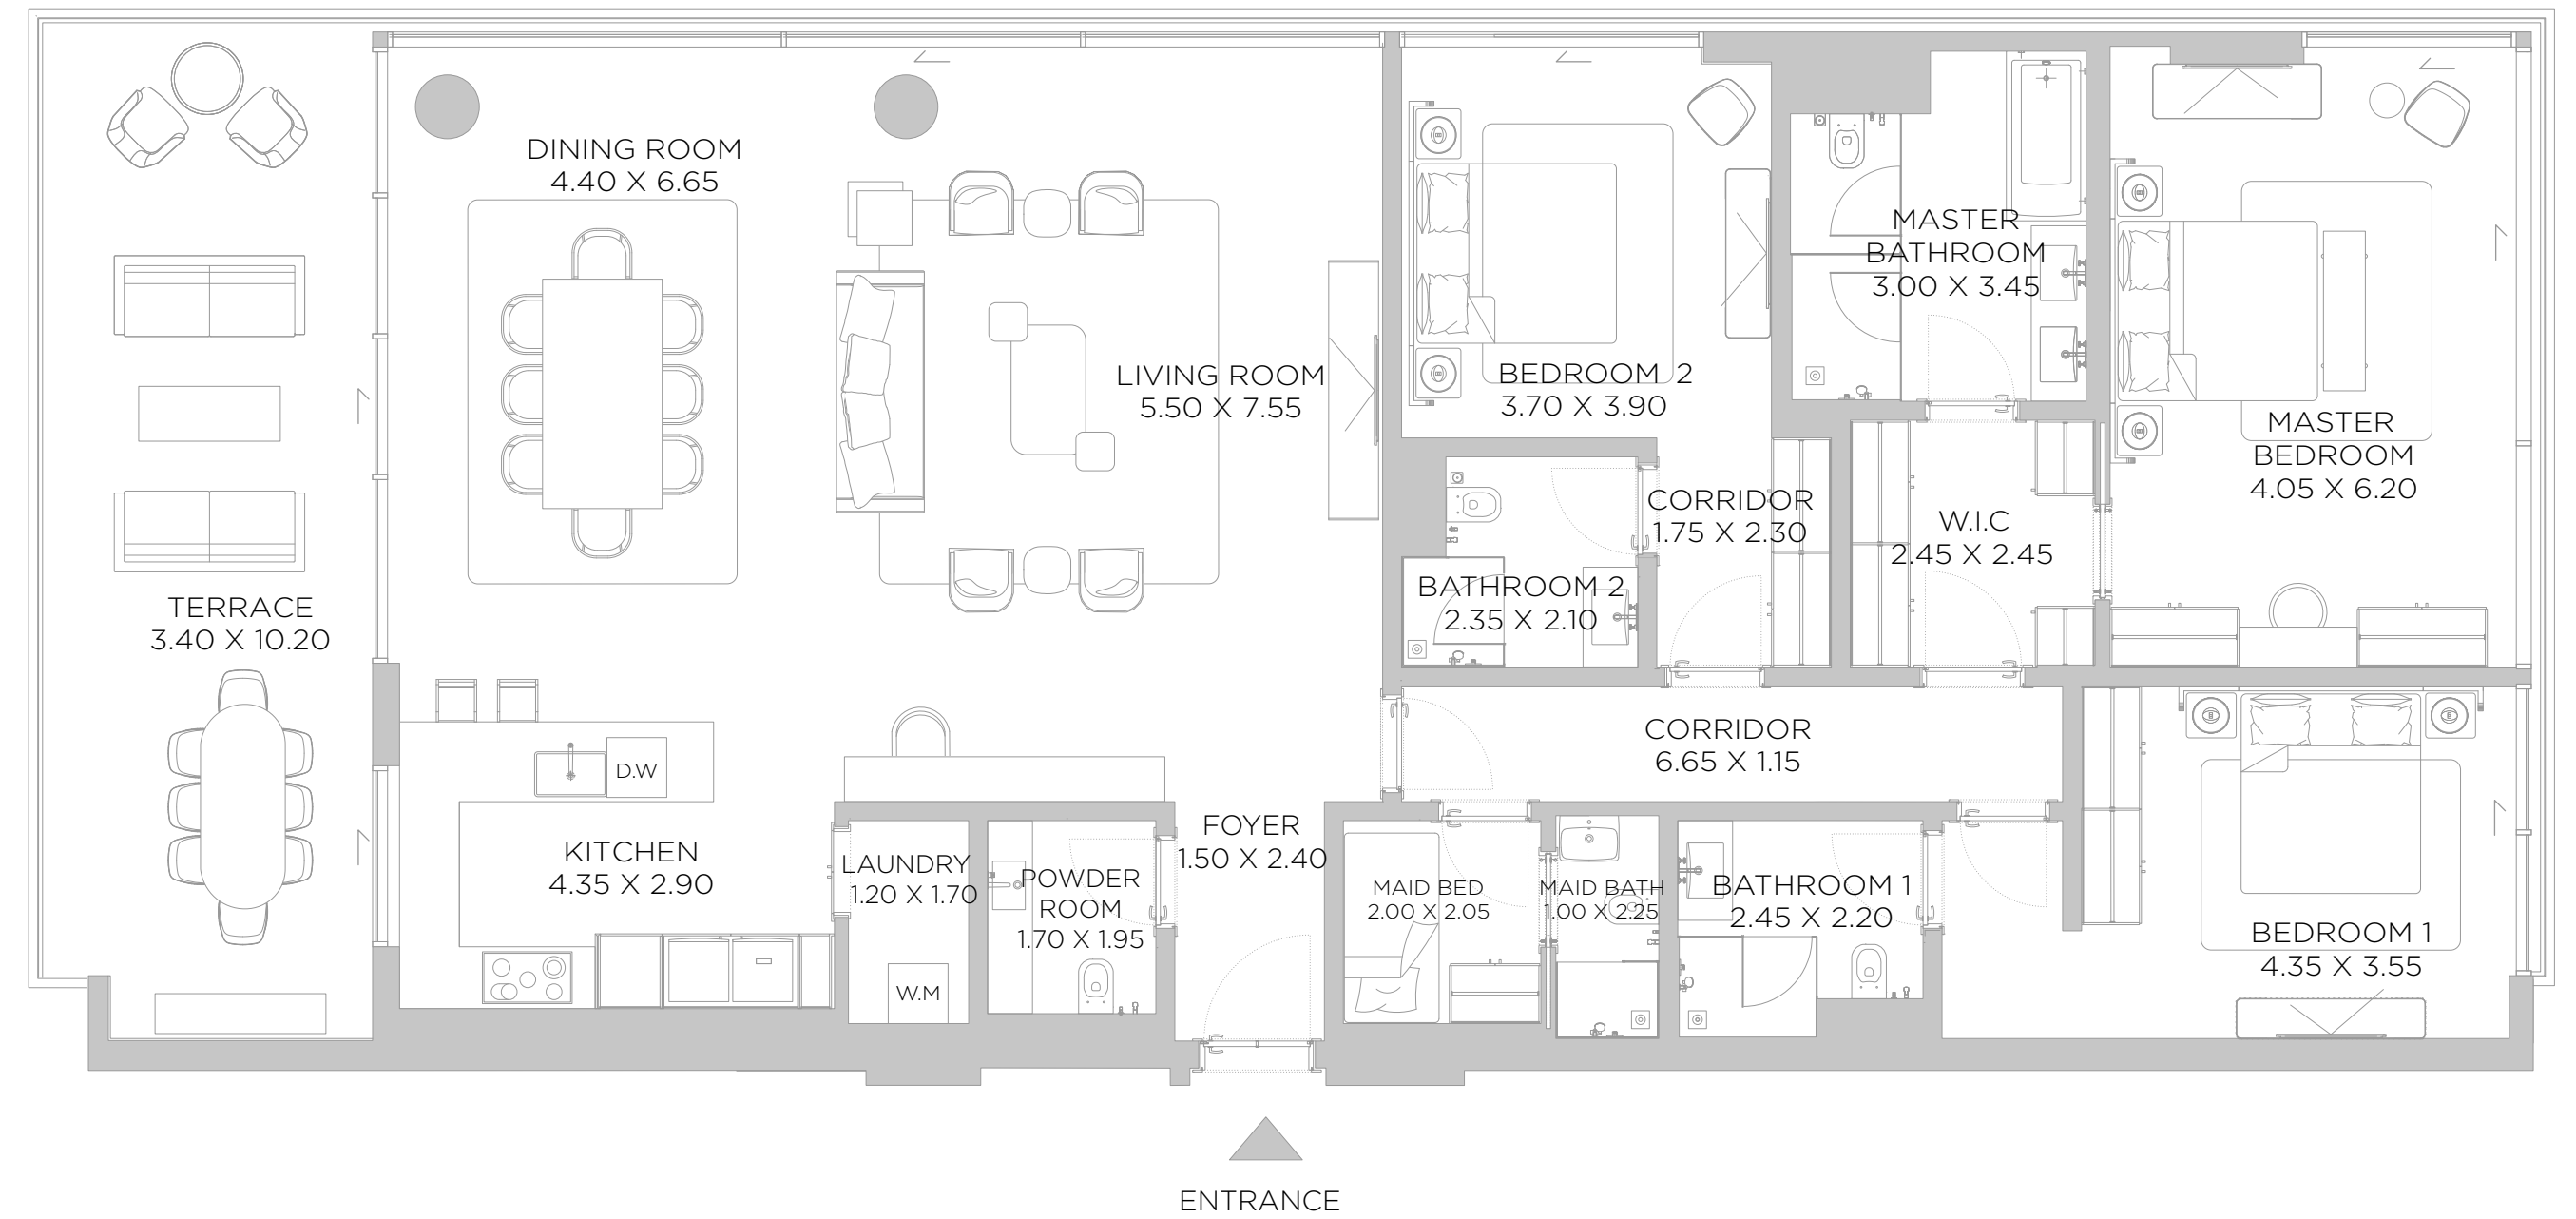 DINING ROOM
4.40 X 6.65
LIVING ROOM
5.50 X 7.55
BEDROOM 2
3.70 X 3.90
MASTER
BATHROOM
3.00 X 3.45
MASTER
BEDROOM
4.05 X 6.20
CORRIDOR
1.75 X 2.30
W.I.C
2.45 X 2.45
BATHROOM 2
2.35 X 2.10
TERRACE
3.40 X 10.20
CORRIDOR
6.65 X 1.15
D.W
KITCHEN
4.35 X 2.90
LAUNDRY
1.20 X 1.70
W.M
POWDER
ROOM
1.70 X 1.95
FOYER
1.50 X 2.40
MAID BED
2.00 X 2.05
MAID BATH
1.00 X 2.25
BATHROOM 1
2.45 X 2.20
BEDROOM 1
4.35 X 3.55
ENTRANCE